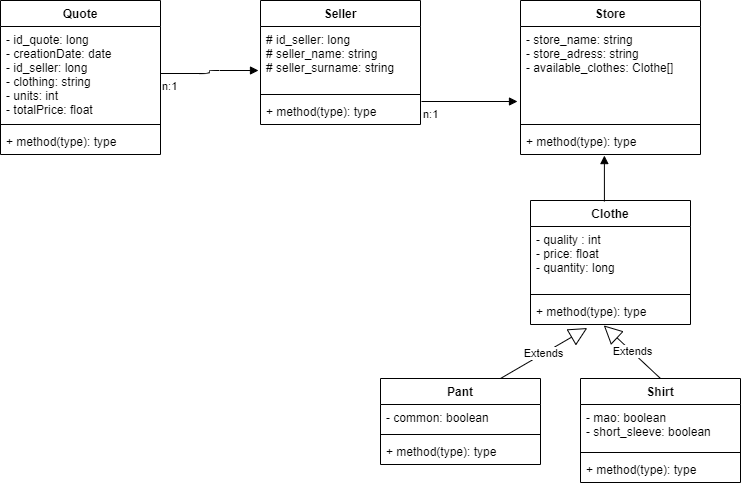 Quote
- id_quote: long
- creationDate: date
- id_seller: long
- clothing: string
- units: int
- totalPrice: float
+ method(type): type
n:1
Seller
# id_seller: long
# seller_name: string
# seller_surname: string
+ method(type): type
n:1
Store
- store_name: string
- store_adress: string
- available_clothes: Clothe[]
+ method(type): type
Clothe
- quality : int
- price: float
- quantity: long
+ method(type): type
Extends
Extends
Pant
- common: boolean
+ method(type): type
Shirt
- mao: boolean
- short_sleeve: boolean
+ method(type): type